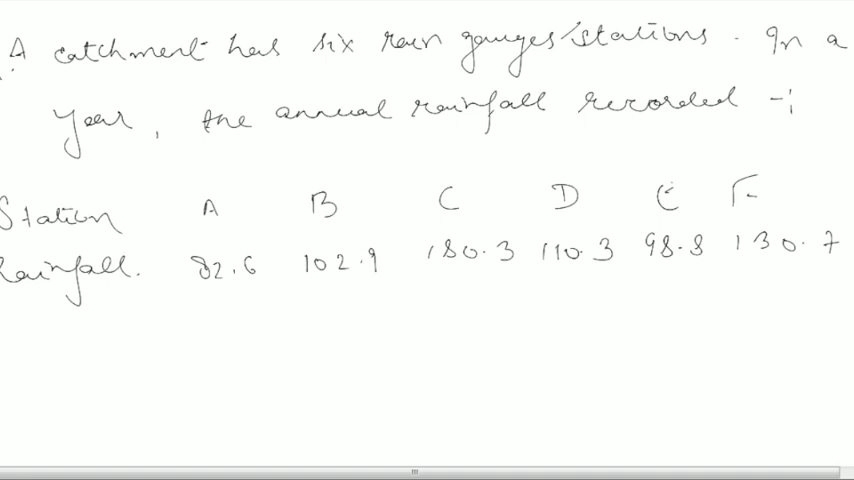 A catchment has six rain gauges/stations. In a
year, the annual rainfall recorded -:
Station A B C D E F
Rainfall. 82.6 102.9 180.3 110.3 98.8 130.7